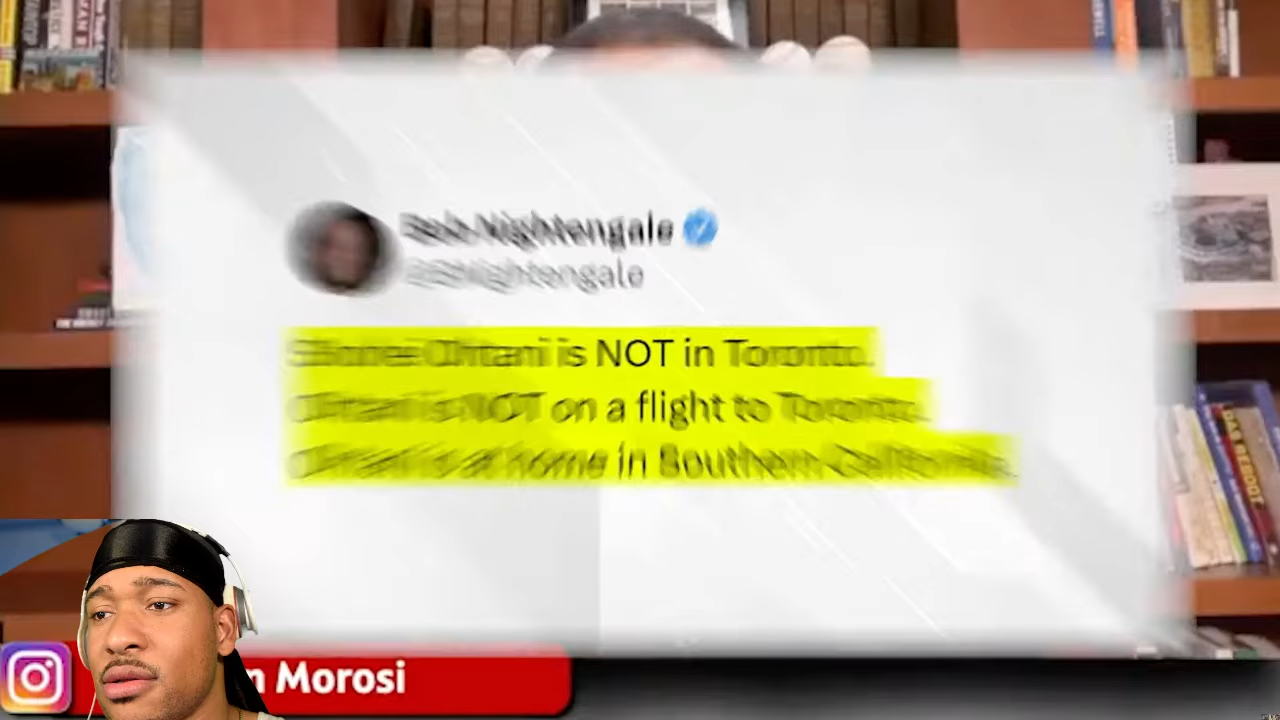 Bob Nightengale
@BNightengale
Shohei Ohtani is NOT in Toronto.
Ohtani is NOT on a flight to Toronto.
Ohtani is at home in Southern California.
n Morosi